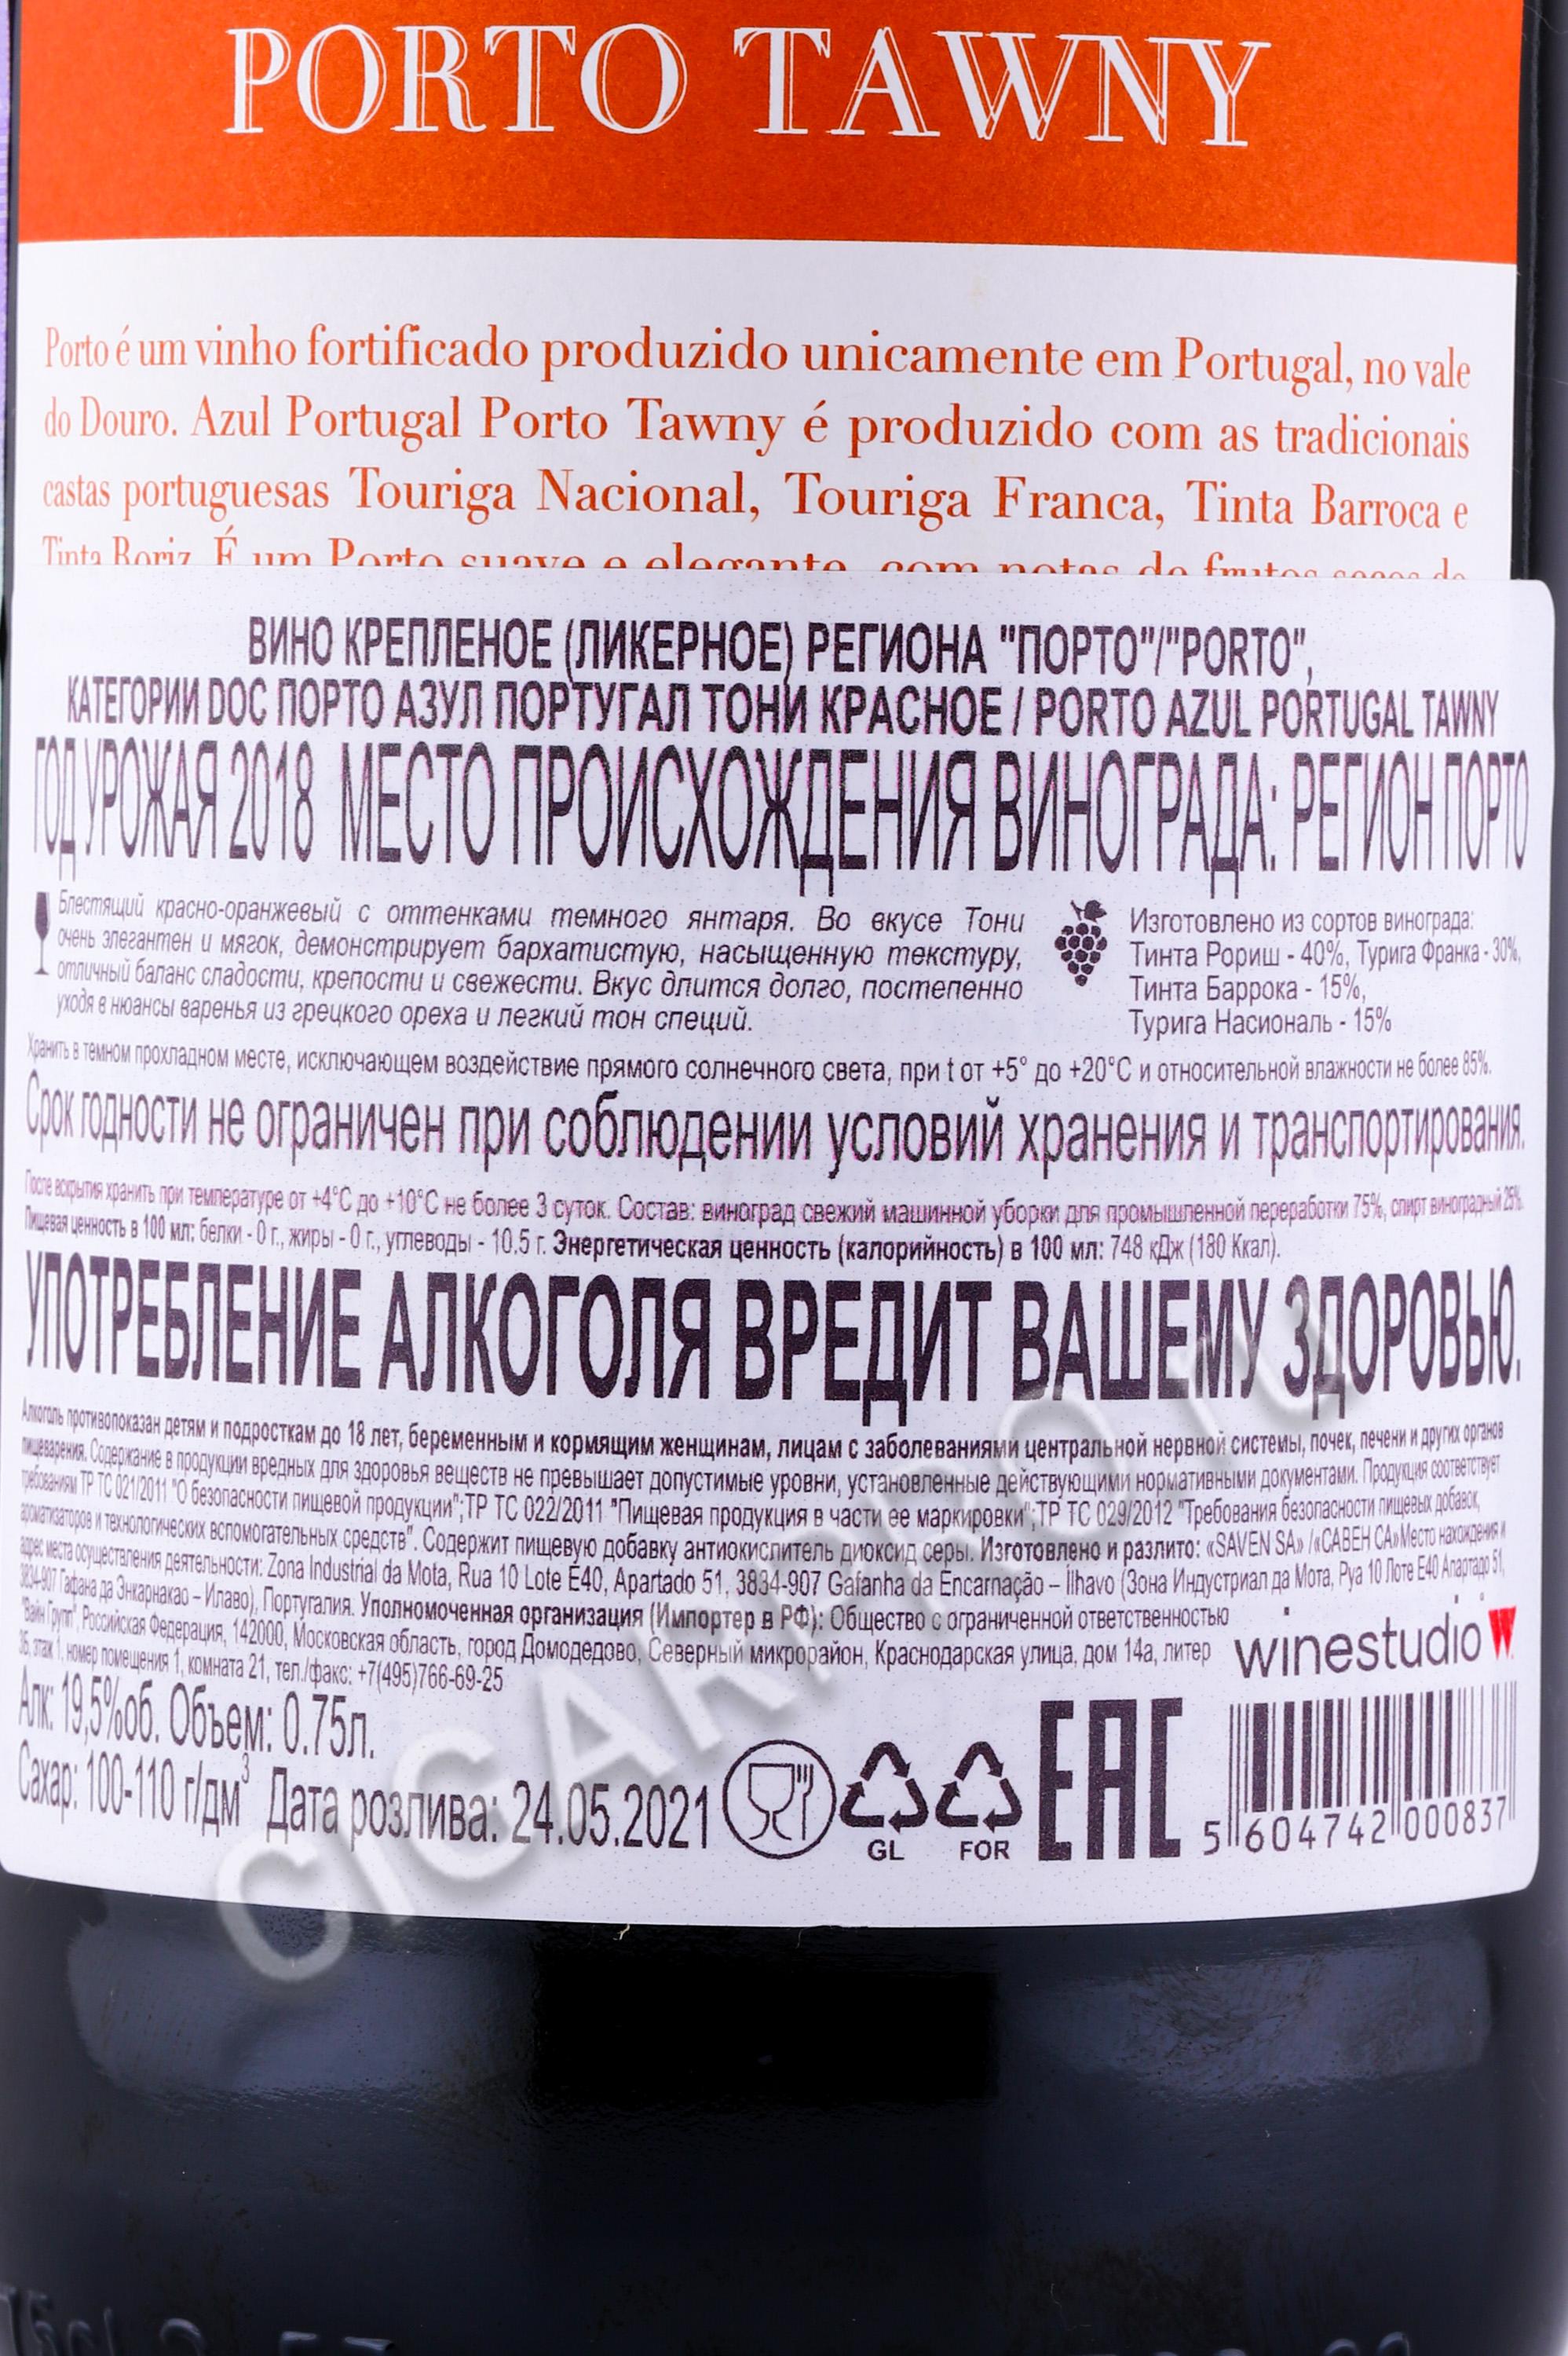 PORTO TAWNY
Porto é um vinho fortificado produzido unicamente em Portugal, no vale
do Douro. Azul Portugal Porto Tawny é produzido com as tradicionais
castas portuguesas Touriga Nacional, Touriga Franca, Tinta Barroca e
Tinta Roriz. É um Porto suave e elegante, com notas de frutos secos de
ВИНО КРЕПЛЕНОЕ (ЛИКЕРНОЕ) РЕГИОНА "ПОРТО"/"PORTO",
КАТЕГОРИИ DOC ПОРТО АЗУЛ ПОРТУГАЛ ТОНИ КРАСНОЕ / PORTO AZUL PORTUGAL TAWNY
ГОД УРОЖАЯ 2018 МЕСТО ПРОИСХОЖДЕНИЯ ВИНОГРАДА: РЕГИОН ПОРТО
Блестящий красно-оранжевый с оттенками темного янтаря. Во вкусе Тони
очень элегантен и мягок, демонстрирует бархатистую, насыщенную текстуру,
отличный баланс сладости, крепости и свежести. Вкус длится долго, постепенно
уходя в нюансы варенья из грецкого ореха и легкий тон специй.
Изготовлено из сортов винограда:
Тинта Рориш - 40%, Турига Франка - 30%,
Тинта Баррока - 15%,
Турига Насиональ - 15%
Хранить в темном прохладном месте, исключающем воздействие прямого солнечного света, при t от +5° до +20°C и относительной влажности не более 85%.
Срок годности не ограничен при соблюдении условий хранения и транспортирования.
После вскрытия хранить при температуре от +4°C до +10°C не более 3 суток. Состав: виноград свежий машинной уборки для промышленной переработки 75%, спирт виноградный 25%.
Пищевая ценность в 100 мл: белки - 0 г., жиры - 0 г., углеводы - 10.5 г. Энергетическая ценность (калорийность) в 100 мл: 748 кДж (180 Ккал).
УПОТРЕБЛЕНИЕ АЛКОГОЛЯ ВРЕДИТ ВАШЕМУ ЗДОРОВЬЮ.
Алкоголь противопоказан детям и подросткам до 18 лет, беременным и кормящим женщинам, лицам с заболеваниями центральной нервной системы, почек, печени и других органов
пищеварения. Содержание в продукции вредных для здоровья веществ не превышает допустимые уровни, установленные действующими нормативными документами. Продукция соответствует
требованиям ТР ТС 021/2011 "О безопасности пищевой продукции";ТР ТС 022/2011 "Пищевая продукция в части ее маркировки";ТР ТС 029/2012 "Требования безопасности пищевых добавок,
ароматизаторов и технологических вспомогательных средств". Содержит пищевую добавку антиокислитель диоксид серы. Изготовлено и разлито: «SAVEN SA» /«САВЕН СА»Место нахождения и
адрес места осуществления деятельности: Zona Industrial da Mota, Rua 10 Lote E40, Apartado 51, 3834-907 Gafanha da Encarnação – Ílhavo (Зона Индустриал да Мота, Руа 10 Лоте E40 Апартадо 51,
3834-907 Гафана да Энкарнакао – Илаво), Португалия. Уполномоченная организация (Импортер в РФ): Общество с ограниченной ответственностью
"Вайн Групп", Российская Федерация, 142000, Московская область, город Домодедово, Северный микрорайон, Краснодарская улица, дом 14а, литер
3Б, этаж 1, номер помещения 1, комната 21, тел./факс: +7(495)766-69-25
winestudio
Алк: 19,5%об. Объем: 0.75л.
Сахар: 100-110 г/дм³ Дата розлива: 24.05.2021
GL
FOR
EAC
5 604742 000837
CIGARPRO.ru